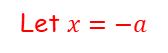 Let x = −a